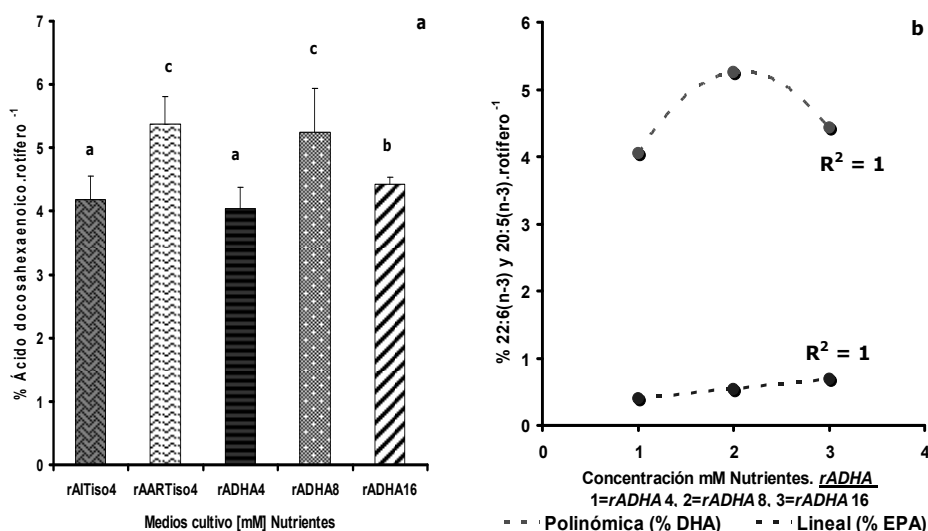 a
% Ácido docosahexaenoico.rotífero -1
7
6
5
4
3
2
1
0
a
c
a
c
b
rAITiso4 rAARTiso4 rADHA4 rADHA8 rADHA16
Medios cultivo [mM] Nutrientes
b
% 22:6(n-3) y 20:5(n-3).rotífero -1
6
5
4
3
2
1
0
R² = 1
R² = 1
0 1 2 3 4
Concentración mM Nutrientes. rADHA
1=rADHA 4, 2=rADHA 8, 3=rADHA 16
Polinómica (% DHA) Lineal (% EPA)